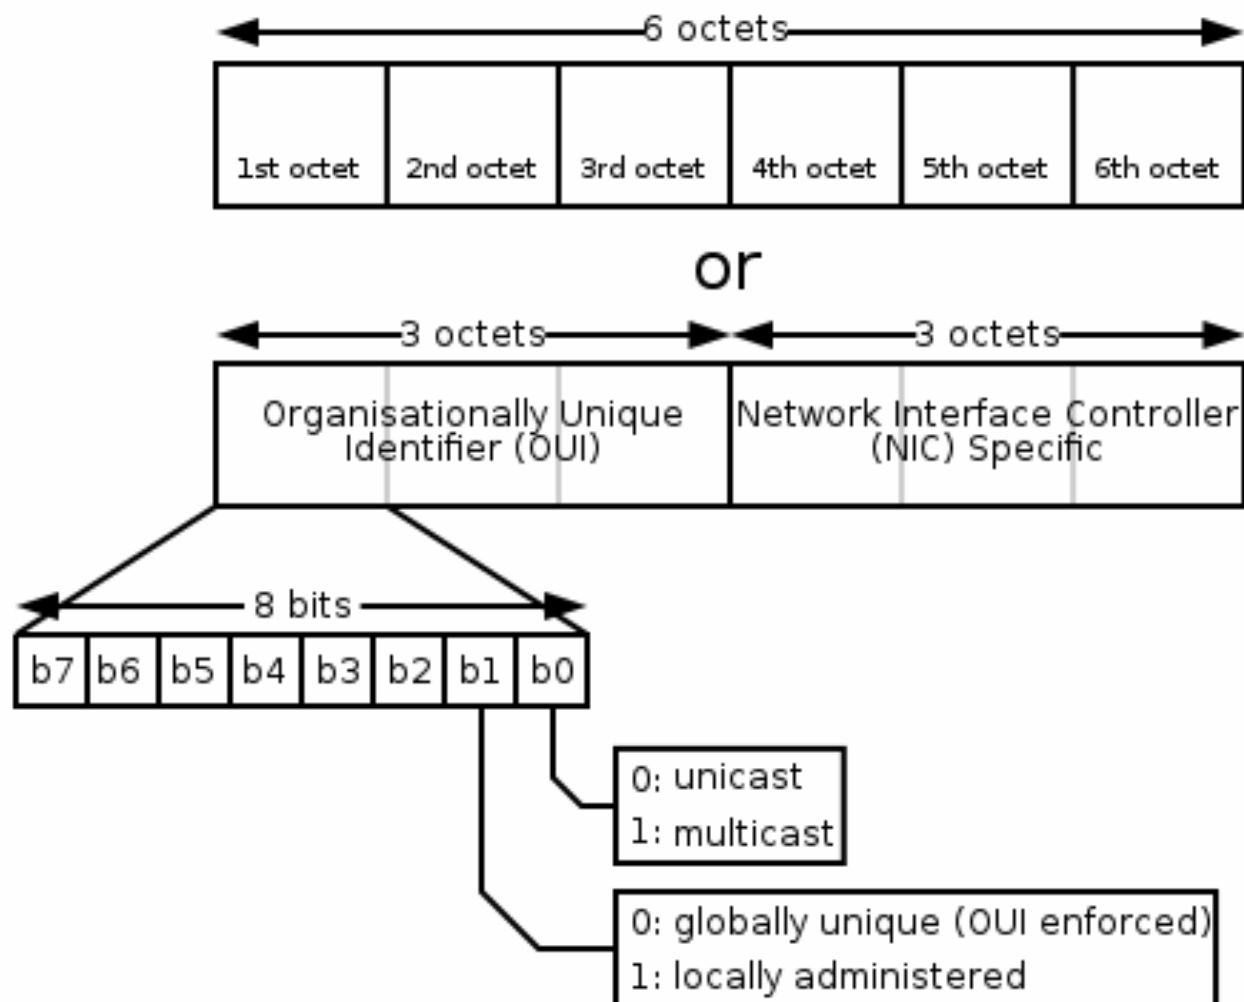 6 octets
1st octet 2nd octet 3rd octet 4th octet 5th octet 6th octet
or
3 octets 3 octets
Organisationally Unique
Identifier (OUI)
Network Interface Controller
(NIC) Specific
8 bits
b7 b6 b5 b4 b3 b2 b1 b0
0: unicast
1: multicast
0: globally unique (OUI enforced)
1: locally administered